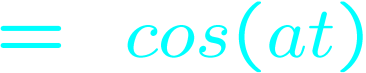 = cos(at)